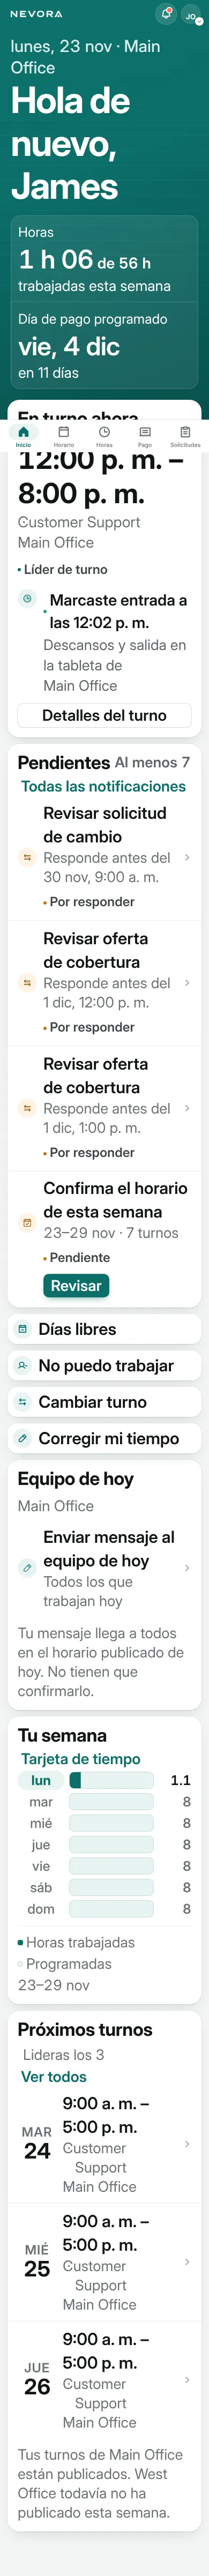 NEVORA
JO
lunes, 23 nov · Main
Office
Hola de
nuevo,
James
Horas
1 h 06 de 56 h
trabajadas esta semana
Día de pago programado
vie, 4 dic
en 11 días
En turno ahora
Inicio
Horario
Horas
Pago
Solicitudes
12:00 p. m. –
8:00 p. m.
Customer Support
Main Office
• Líder de turno
Marcaste entrada a
las 12:02 p. m.
Descansos y salida en
la tableta de
Main Office
Detalles del turno
Pendientes Al menos 7
Todas las notificaciones
Revisar solicitud
de cambio
Responde antes del
30 nov, 9:00 a. m.
• Por responder
Revisar oferta
de cobertura
Responde antes del
1 dic, 12:00 p. m.
• Por responder
Revisar oferta
de cobertura
Responde antes del
1 dic, 1:00 p. m.
• Por responder
Confirma el horario
de esta semana
23–29 nov · 7 turnos
• Pendiente
Revisar
Días libres
No puedo trabajar
Cambiar turno
Corregir mi tiempo
Equipo de hoy
Main Office
Enviar mensaje al
equipo de hoy
Todos los que
trabajan hoy
Tu mensaje llega a todos
en el horario publicado de
hoy. No tienen que
confirmarlo.
Tu semana
Tarjeta de tiempo
lun 1.1
mar 8
mié 8
jue 8
vie 8
sáb 8
dom 8
Horas trabajadas
Programadas
23–29 nov
Próximos turnos
Lideras los 3
Ver todos
MAR
24
9:00 a. m. –
5:00 p. m.
Customer
Support
Main Office
MIÉ
25
9:00 a. m. –
5:00 p. m.
Customer
Support
Main Office
JUE
26
9:00 a. m. –
5:00 p. m.
Customer
Support
Main Office
Tus turnos de Main Office
están publicados. West
Office todavía no ha
publicado esta semana.